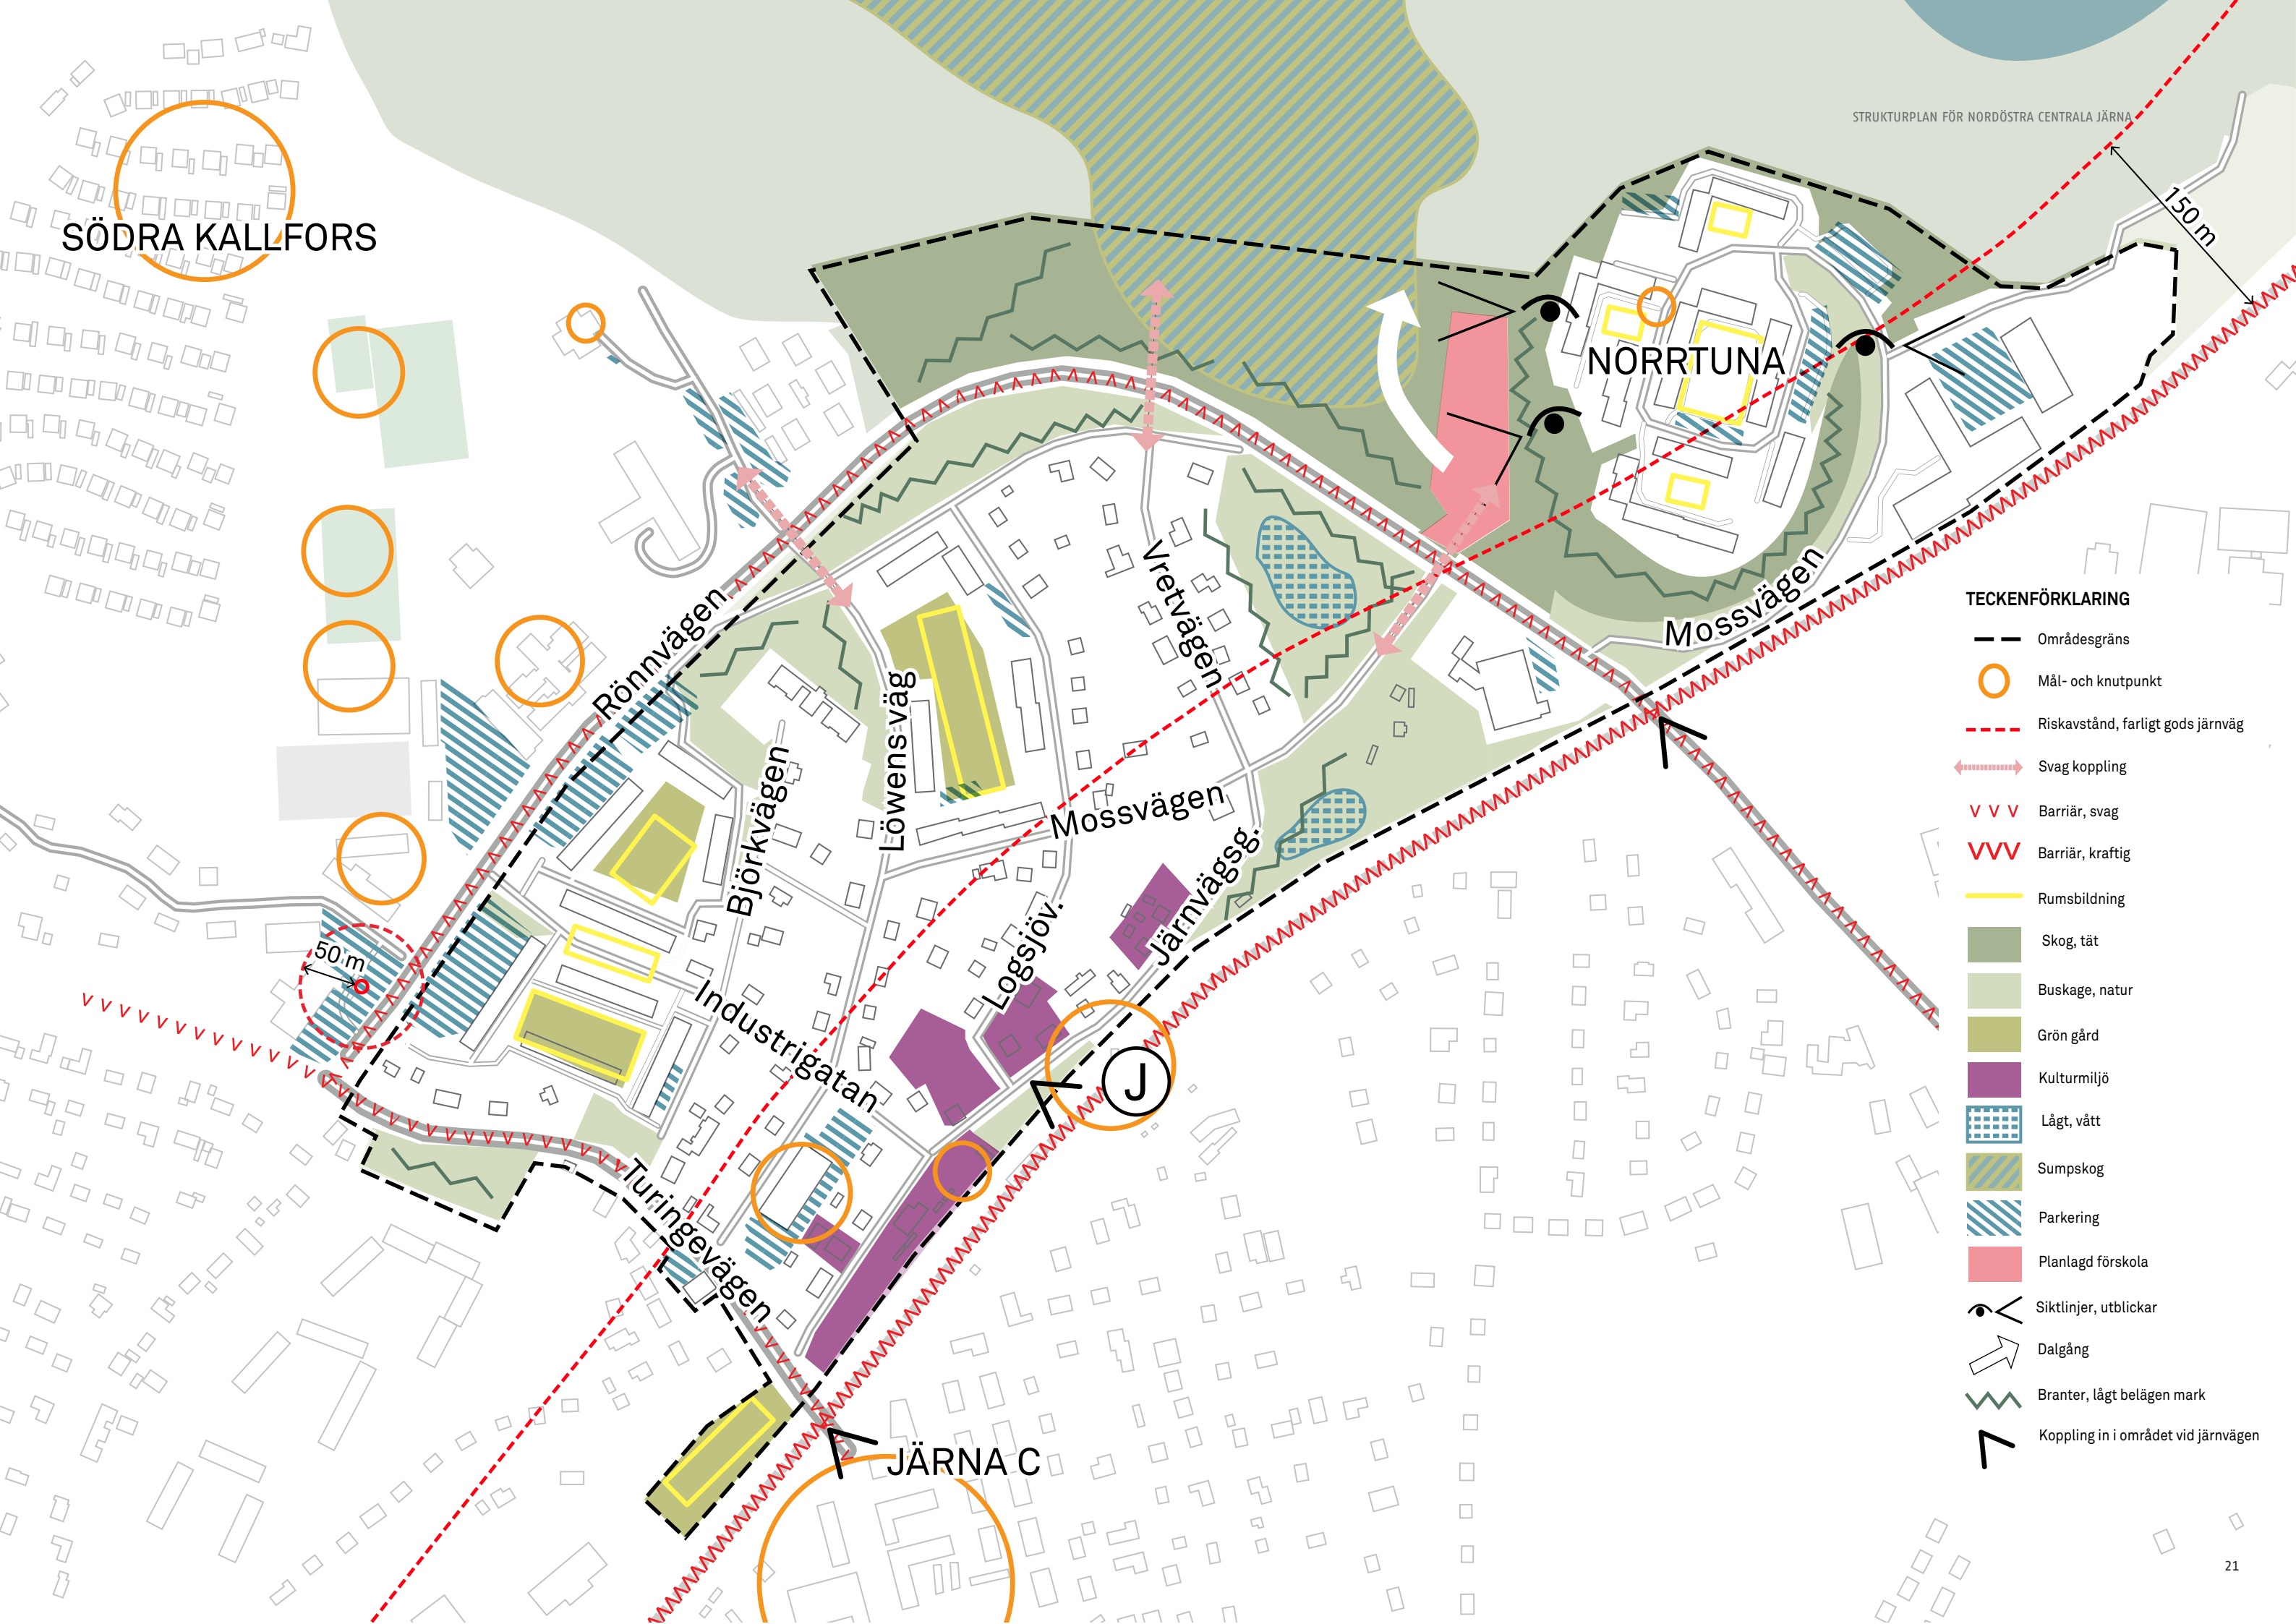 STRUKTURPLAN FÖR NORDÖSTRA CENTRALA JÄRNA
150 m
SÖDRA KALLFORS
NORRTUNA
Rönnvägen
Vretvägen
Mossvägen
Löwens väg
Björkvägen
Mossvägen
Järnvägsg.
Logsjöv.
50 m
Industrigatan
J
Turingevägen
JÄRNA C
TECKENFÖRKLARING
Områdesgräns
Mål- och knutpunkt
Riskavstånd, farligt gods järnväg
Svag koppling
Barriär, svag
Barriär, kraftig
Rumsbildning
Skog, tät
Buskage, natur
Grön gård
Kulturmiljö
Lågt, vått
Sumpskog
Parkering
Planlagd förskola
Siktlinjer, utblickar
Dalgång
Branter, lågt belägen mark
Koppling in i området vid järnvägen
21